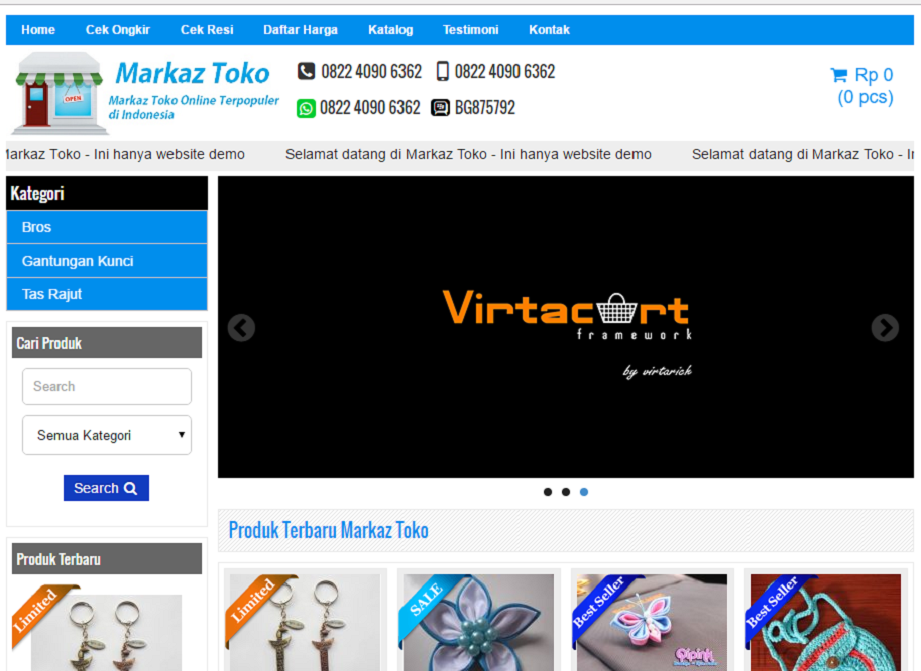 Home Cek Ongkir Cek Resi Daftar Harga Katalog Testimoni Kontak
OPEN
Markaz Toko
Markaz Toko Online Terpopuler
di Indonesia
0822 4090 6362 0822 4090 6362
0822 4090 6362 BG875792
Rp 0
(0 pcs)
Markaz Toko - Ini hanya website demo Selamat datang di Markaz Toko - Ini hanya website demo Selamat datang di Markaz Toko -
Kategori
Bros
Gantungan Kunci
Tas Rajut
Virtacart
framework
by virtarich
Cari Produk
Search
Semua Kategori
Search
Produk Terbaru Markaz Toko
Produk Terbaru
Limited
Limited
SALE
Best Seller
Best Seller